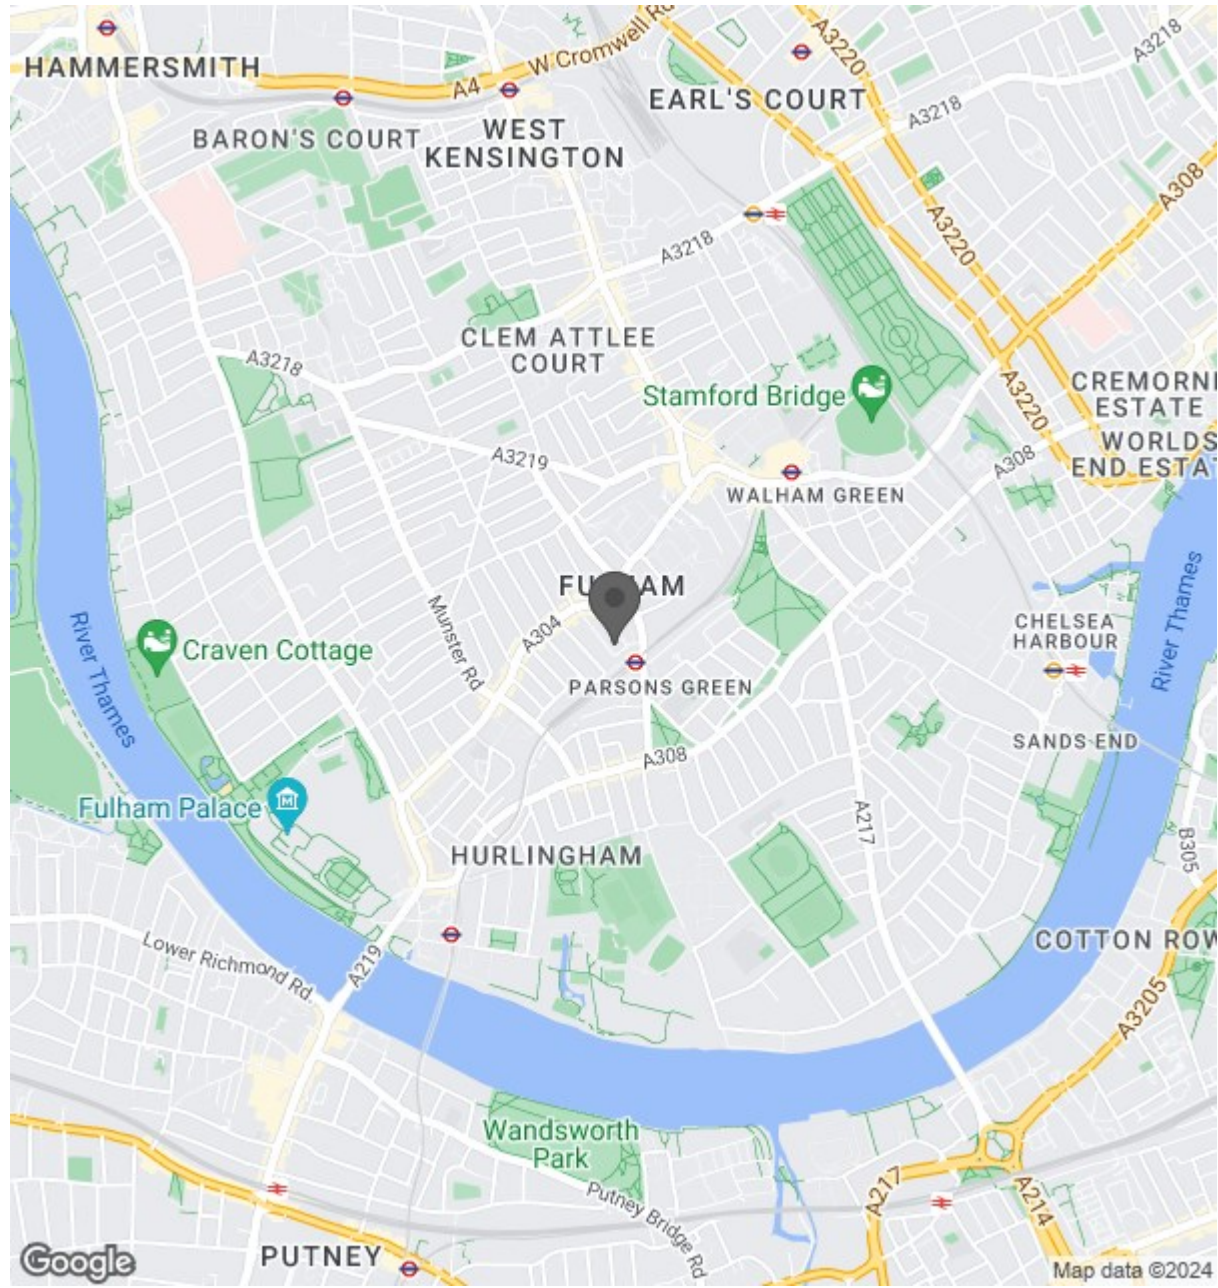 HAMMERSMITH
A4
W Cromwell Rd
A3220
A3218
EARL'S COURT
A3218
BARON'S COURT
WEST
KENSINGTON
A308
A3220
A3218
CLEM ATTLEE
COURT
A3218
Stamford Bridge
A3220
CREMORN
ESTATE
WORLDS
END ESTAT
A3219
A308
WALHAM GREEN
FULHAM
River Thames
Munster Rd
A304
Craven Cottage
CHELSEA
HARBOUR
River Thames
PARSONS GREEN
A308
SANDS END
Fulham Palace
A217
B305
HURLINGHAM
COTTON ROW
Lower Richmond Rd.
A219
A3205
Wandsworth
Park
Putney Bridge Rd
A217
A214
PUTNEY
Google
Map data ©2024